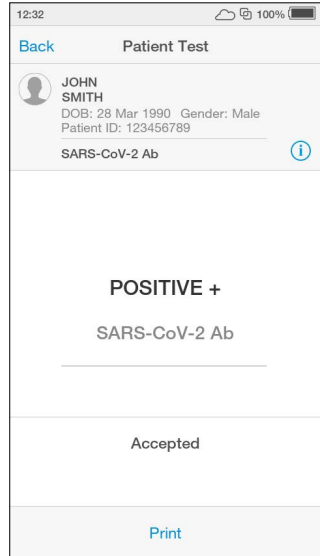 12:32 100%
Back Patient Test
JOHN
SMITH
DOB: 28 Mar 1990 Gender: Male
Patient ID: 123456789
SARS-CoV-2 Ab i
POSITIVE +
SARS-CoV-2 Ab
Accepted
Print